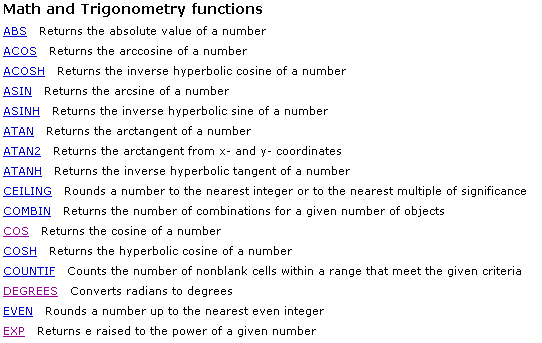 Math and Trigonometry functions
ABS Returns the absolute value of a number
ACOS Returns the arccosine of a number
ACOSH Returns the inverse hyperbolic cosine of a number
ASIN Returns the arcsine of a number
ASINH Returns the inverse hyperbolic sine of a number
ATAN Returns the arctangent of a number
ATAN2 Returns the arctangent from x- and y- coordinates
ATANH Returns the inverse hyperbolic tangent of a number
CEILING Rounds a number to the nearest integer or to the nearest multiple of significance
COMBIN Returns the number of combinations for a given number of objects
COS Returns the cosine of a number
COSH Returns the hyperbolic cosine of a number
COUNTIF Counts the number of nonblank cells within a range that meet the given criteria
DEGREES Converts radians to degrees
EVEN Rounds a number up to the nearest even integer
EXP Returns e raised to the power of a given number